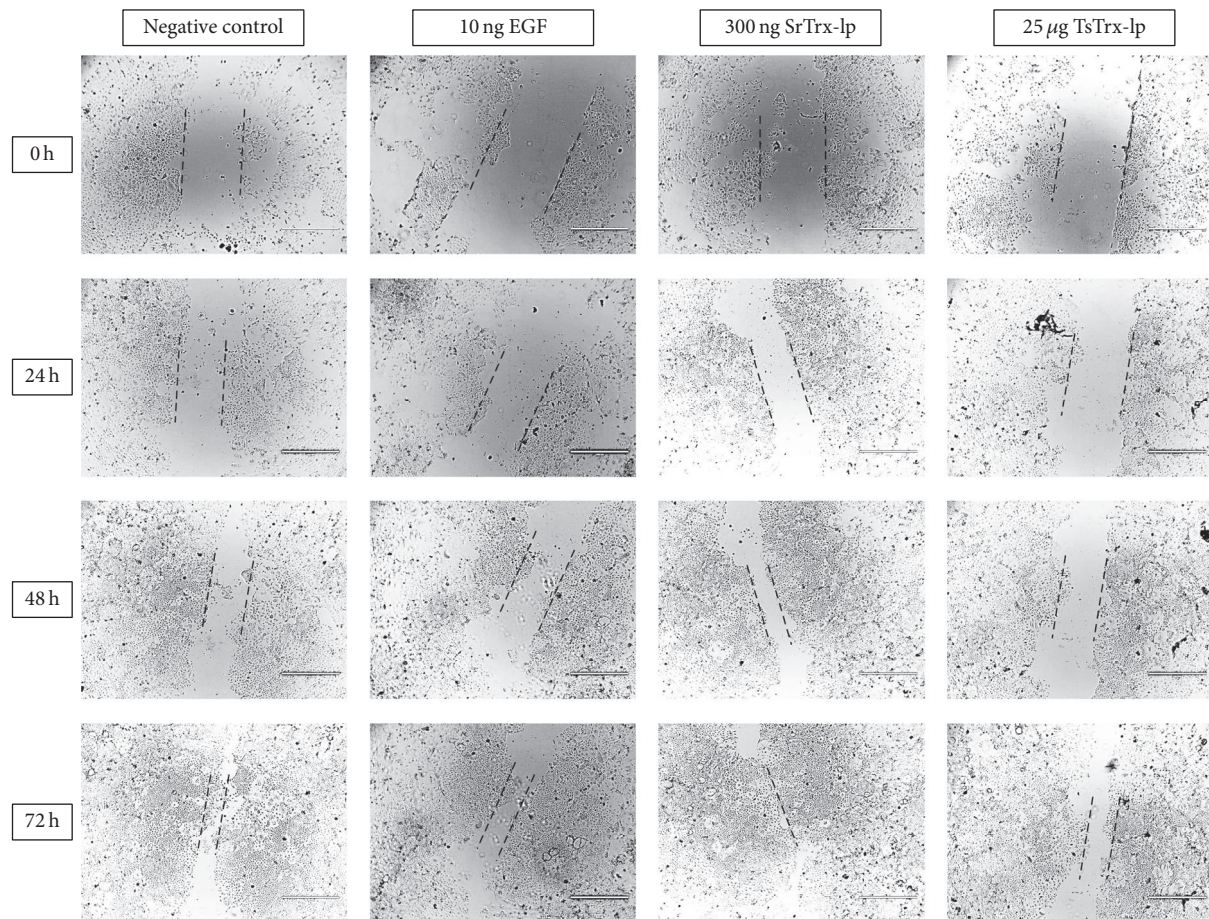 Negative control
10 ng EGF
300 ng SrTrx-lp
25 µg TsTrx-lp
0 h
24 h
48 h
72 h